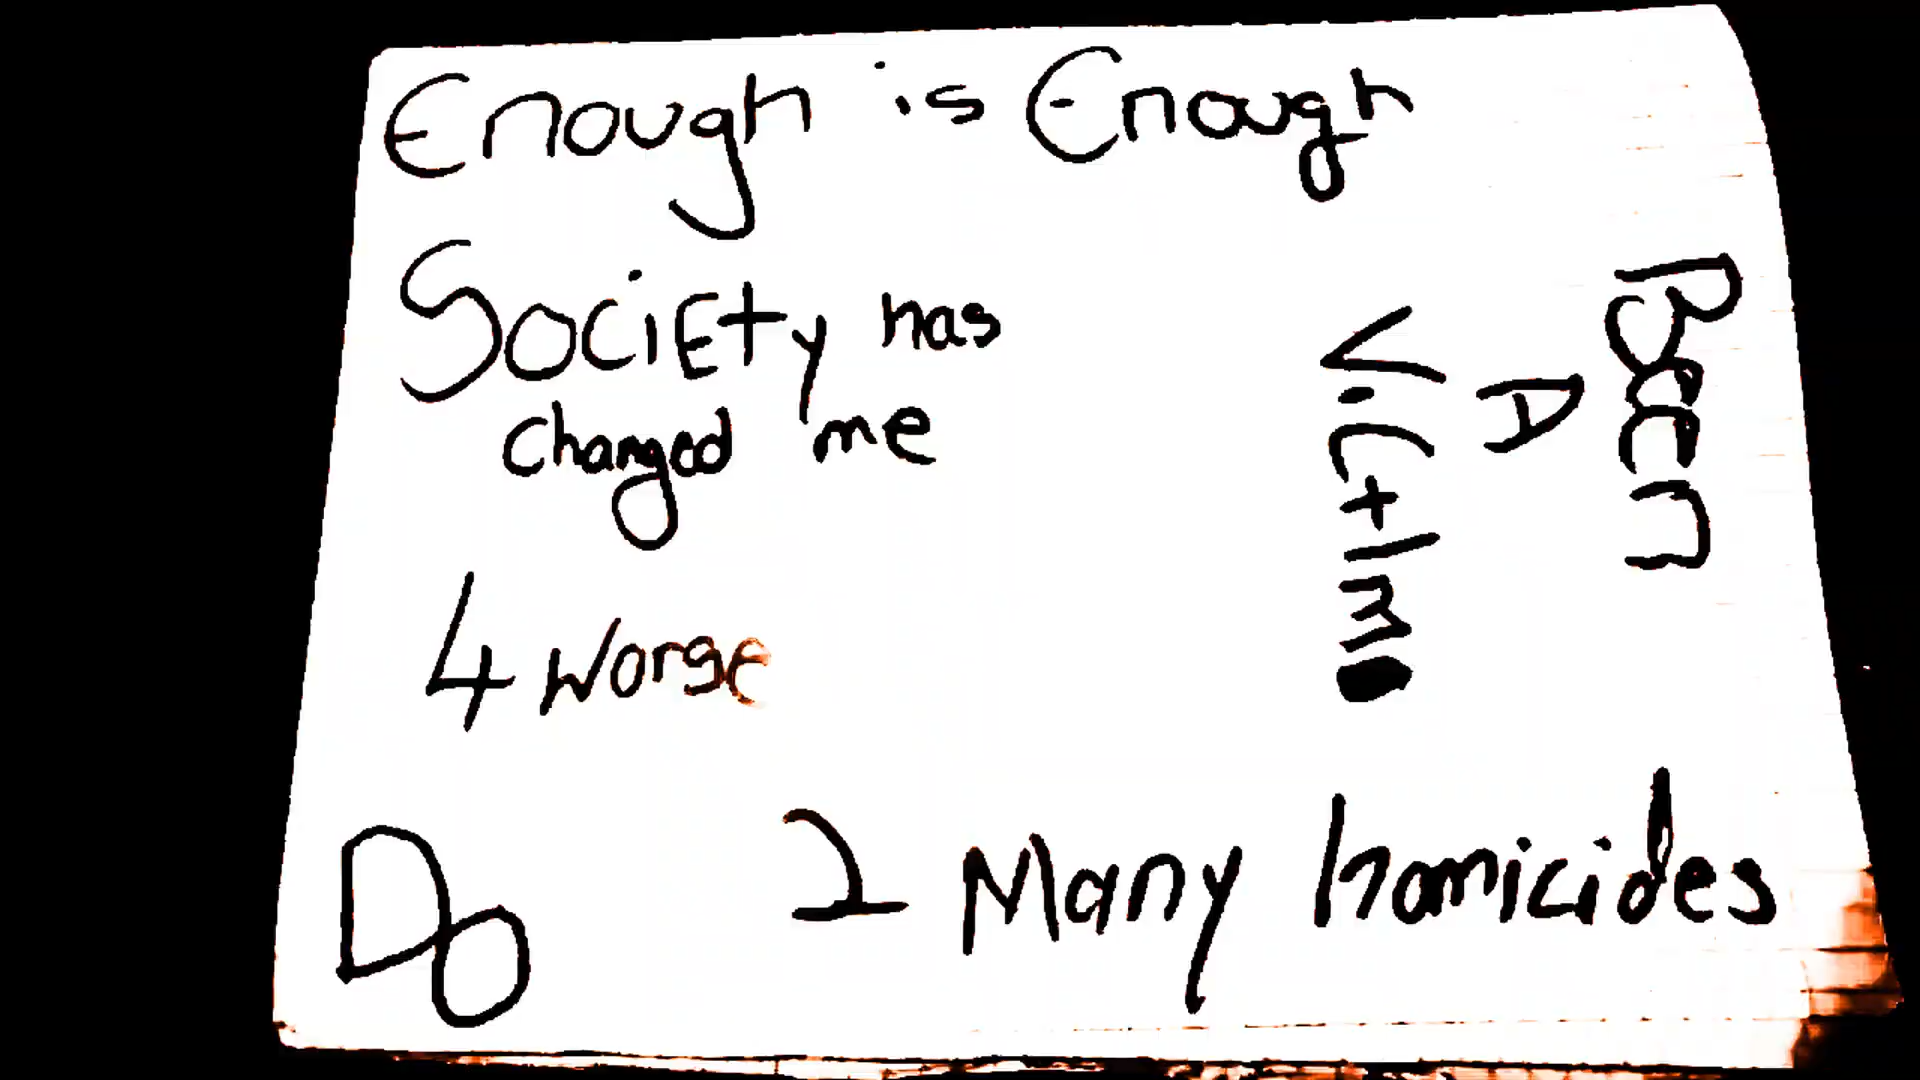 Enough is Enough
SociEty has
changed me
4 worse
Been
A
Victim
Do 2 Many homicides